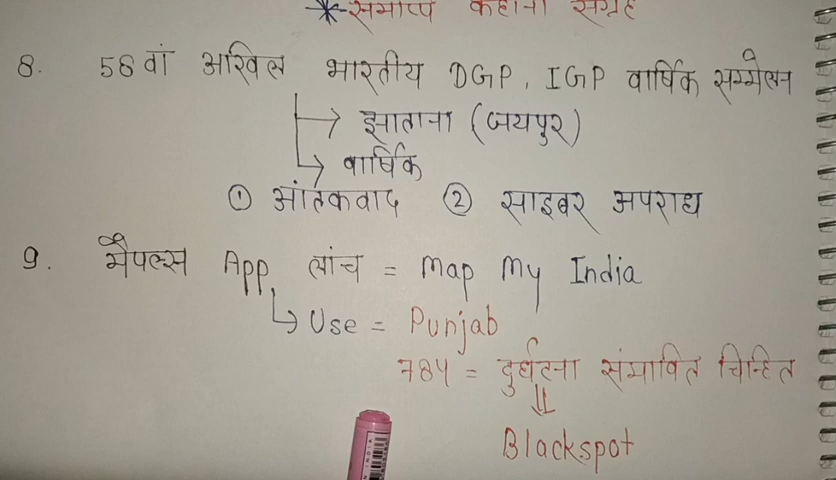 *-समाप्त कहानी संग्रह
8. 58वां अखिल भारतीय DGP, IGP वार्षिक सम्मेलन
→ झालाना (जयपुर)
→ वार्षिक
① आंतकवाद ② साइबर अपराध
9. मैपल्स App लांच = Map My India
↳ Use = Punjab
784 = दुर्घटना संभावित चिन्हित
⇓
Blackspot